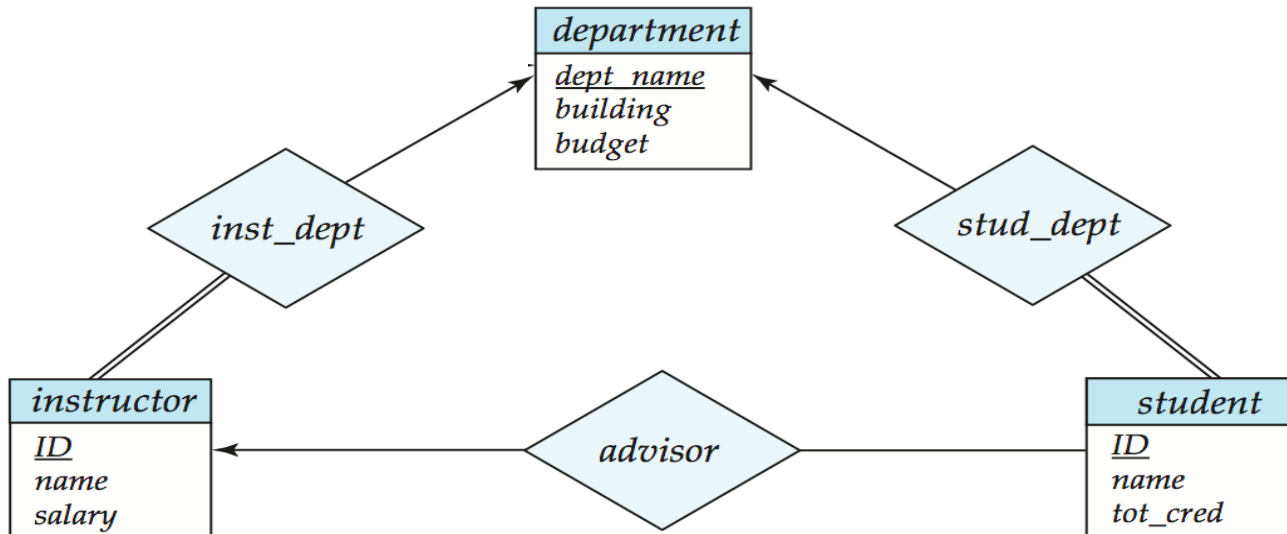 department
dept_name
building
budget
inst_dept
stud_dept
instructor
ID
name
salary
advisor
student
ID
name
tot_cred